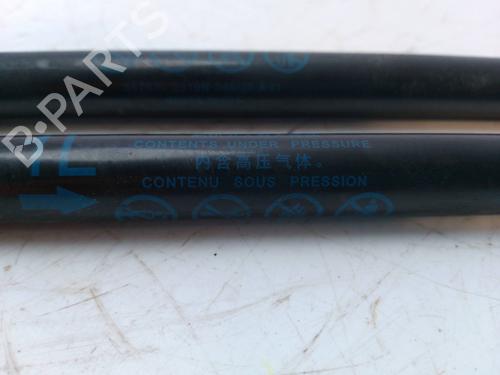 B-PARTS
CONTENTS UNDER PRESSURE
内含高压气体。
CONTENU SOUS PRESSION